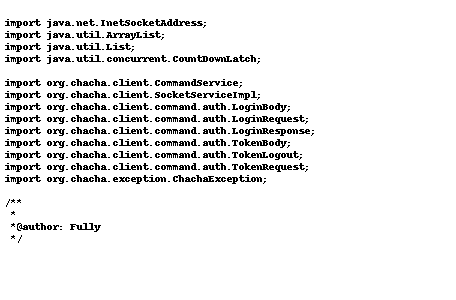 import java.net.InetSocketAddress;
import java.util.ArrayList;
import java.util.List;
import java.util.concurrent.CountDownLatch;
import org.chacha.client.CommandService;
import org.chacha.client.SocketServiceImpl;
import org.chacha.client.command.auth.LoginBody;
import org.chacha.client.command.auth.LoginRequest;
import org.chacha.client.command.auth.LoginResponse;
import org.chacha.client.command.auth.TokenBody;
import org.chacha.client.command.auth.TokenLogout;
import org.chacha.client.command.auth.TokenRequest;
import org.chacha.exception.ChachaException;
/**
 *
 *@author: Fully
 */